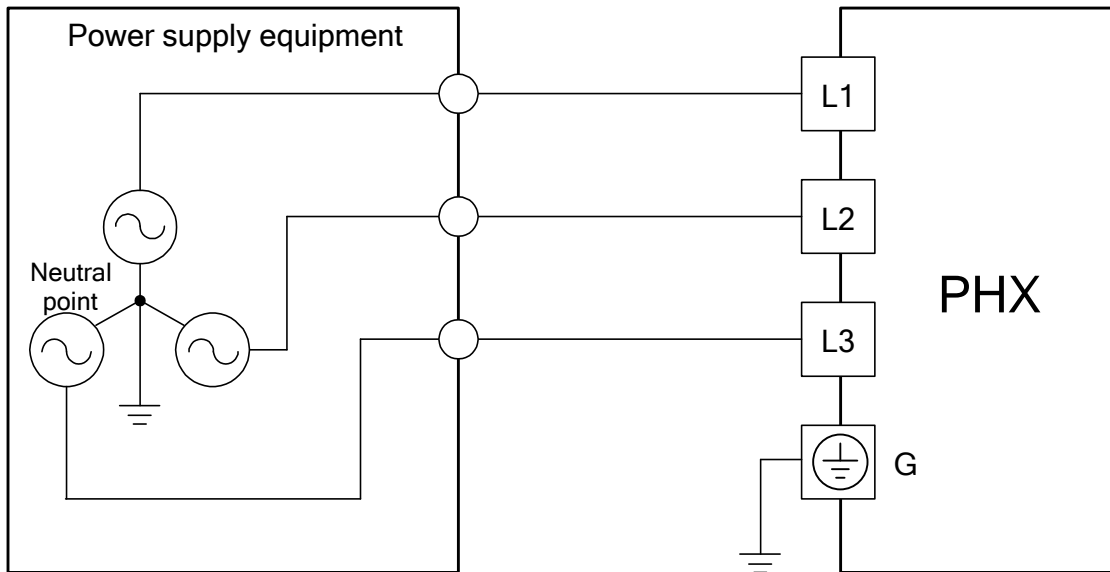 Power supply equipment
L1
L2
Neutral
point
L3
PHX
G